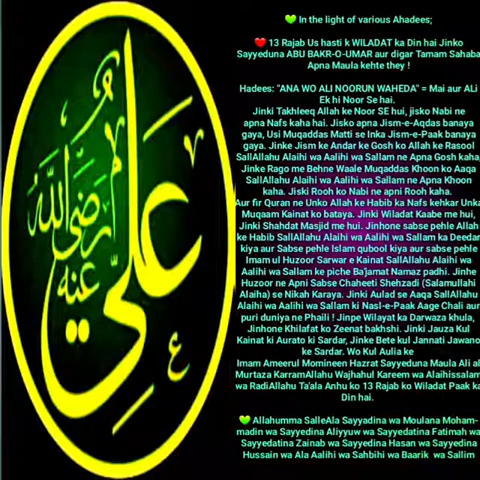 علي
رضي الله
عنه
💚 In the light of various Ahadees;
❤️ 13 Rajab Us hasti k WILADAT ka Din hai Jinko
Sayyeduna ABU BAKR-O-UMAR aur digar Tamam Sahaba
Apna Maula kehte they !
Hadees: "ANA WO ALI NOORUN WAHEDA" = Mai aur ALi
Ek hi Noor Se hai.
Jinki Takhleeq Allah ke Noor SE hui, jisko Nabi ne
apna Nafs kaha hai. Jisko apna Jism-e-Aqdas banaya
gaya, Usi Muqaddas Matti se Inka Jism-e-Paak banaya
gaya. Jinke Jism ke Andar ke Gosh ko Allah ke Rasool
SallAllahu Alaihi wa Aalihi wa Sallam ne Apna Gosh kaha,
Jinke Rago me Behne Waale Muqaddas Khoon ko Aaqa
SallAllahu Alaihi wa Aalihi wa Sallam ne Apna Khoon
kaha. Jiski Rooh ko Nabi ne apni Rooh kaha.
Aur fir Quran ne Unko Allah ke Habib ka Nafs kehkar Unka
Muqaam Kainat ko bataya. Jinki Wiladat Kaabe me hui,
Jinki Shahdat Masjid me hui. Jinhone sabse pehle Allah
ke Habib SallAllahu Alaihi wa Aalihi wa Sallam ka Deedar
kiya aur Sabse pehle Islam qubool kiya aur sabse pehle
Imam ul Huzoor Sarwar e Kainat SallAllahu Alaihi wa
Aalihi wa Sallam ke piche Ba'jamat Namaz padhi. Jinhe
Huzoor ne Apni Sabse Chaheeti Shehzadi (Salamullahi
Alaiha) se Nikah Karaya. Jinki Aulad se Aaqa SallAllahu
Alaihi wa Aalihi wa Sallam ki Nasl-e-Paak Aage Chali aur
puri duniya ne Phaili ! Jinpe Wilayat ka Darwaza khula,
Jinhone Khilafat ko Zeenat bakhshi. Jinki Jauza Kul
Kainat ki Aurato ki Sardar, Jinke Bete kul Jannati Jawano
ke Sardar. Wo Kul Aulia ke
Imam Ameerul Momineen Hazrat Sayyeduna Maula Ali al
Murtaza KarramAllahu Wajhahul Kareem wa Alaihissalam
wa RadiAllahu Ta'ala Anhu ko 13 Rajab ko Wiladat Paak ka
Din hai.
💚 Allahumma SalleAla Sayyadina wa Moulana Moham-
madin wa Sayyedina Aliyyuw wa Sayyedatina Fatimah wa
Sayyedatina Zainab wa Sayyedina Hasan wa Sayyedina
Hussain wa Ala Aalihi wa Sahbihi wa Baarik wa Sallim